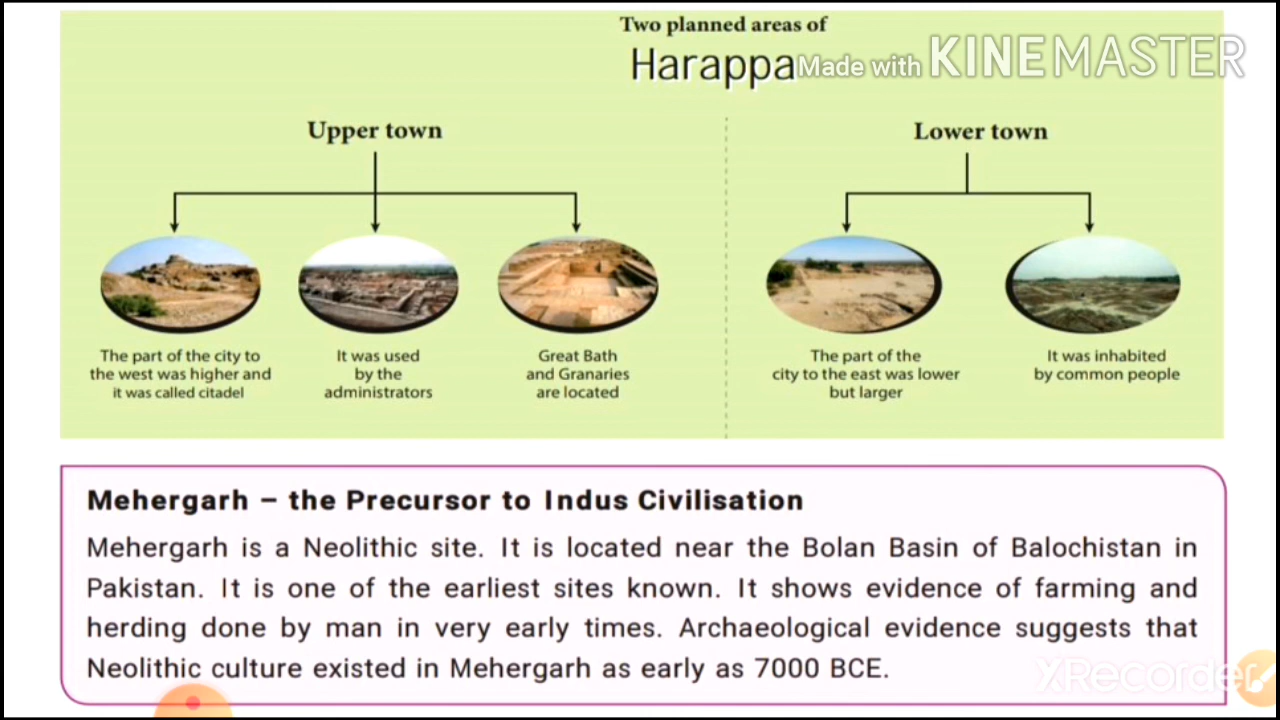 Two planned areas of
Harappa
Made with KINEMASTER
Upper town
Lower town
The part of the city to
the west was higher and
it was called citadel
It was used
by the
administrators
Great Bath
and Granaries
are located
The part of the
city to the east was lower
but larger
It was inhabited
by common people
Mehergarh – the Precursor to Indus Civilisation
Mehergarh is a Neolithic site. It is located near the Bolan Basin of Balochistan in
Pakistan. It is one of the earliest sites known. It shows evidence of farming and
herding done by man in very early times. Archaeological evidence suggests that
Neolithic culture existed in Mehergarh as early as 7000 BCE.
XRecorder